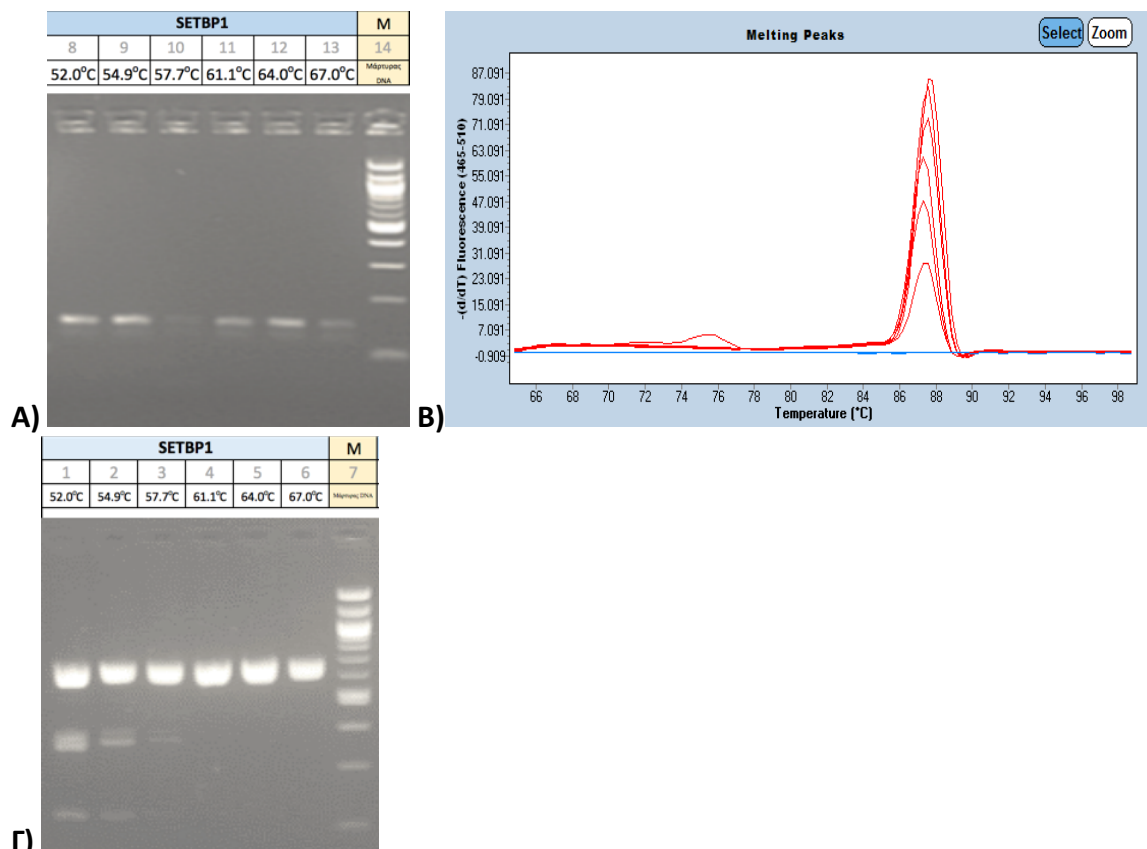 SETBP1 M
8 9 10 11 12 13 14
52.0°C 54.9°C 57.7°C 61.1°C 64.0°C 67.0°C Μάρτυρας
DNA
Α)
Melting Peaks
Select Zoom
-(d/dT) Fluorescence (465-510)
87.091
79.091
71.091
63.091
55.091
47.091
39.091
31.091
23.091
15.091
7.091
-0.909
66 68 70 72 74 76 78 80 82 84 86 88 90 92 94 96 98
Temperature (°C)
Β)
SETBP1 M
1 2 3 4 5 6 7
52.0°C 54.9°C 57.7°C 61.1°C 64.0°C 67.0°C Μάρτυρας DNA
Γ)